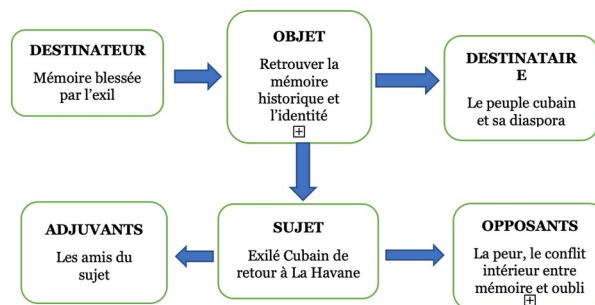 DESTINATEUR
Mémoire blessée
par l'exil
OBJET
Retrouver la
mémoire
historique et
l'identité
DESTINATAIR
E
Le peuple cubain
et sa diaspora
ADJUVANTS
Les amis du
sujet
SUJET
Exilé Cubain de
retour à La Havane
OPPOSANTS
La peur, le conflit
intérieur entre
mémoire et oubli